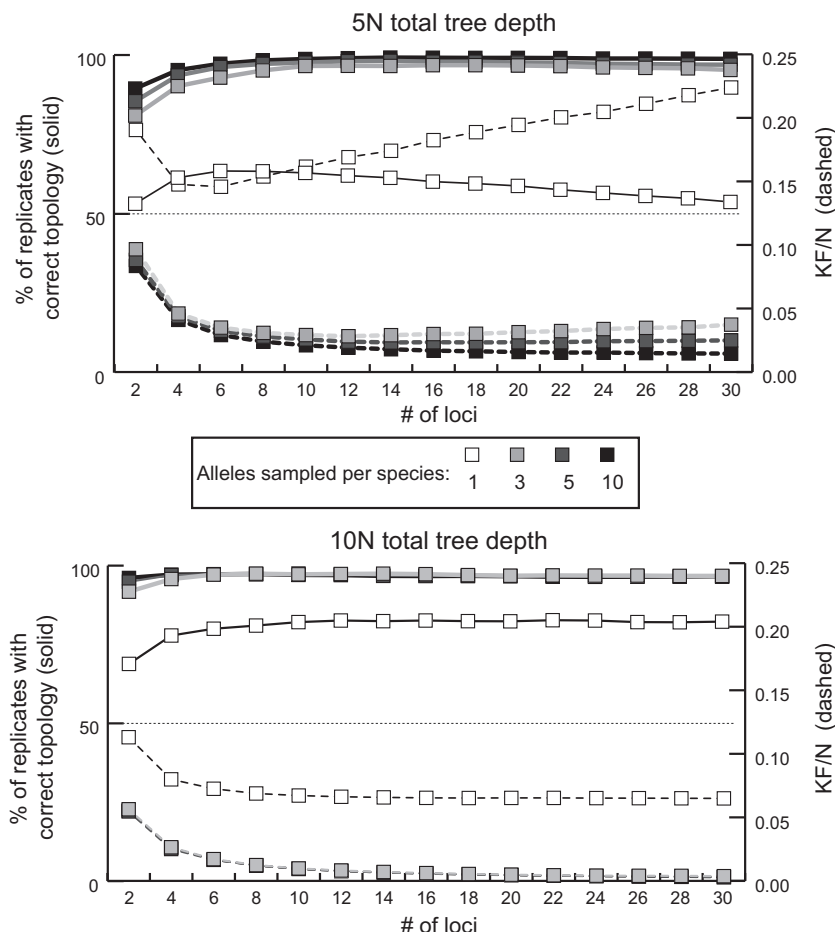 5N total tree depth
100
50
0
% of replicates with
correct topology (solid)
0.25
0.20
0.15
0.10
0.05
0.00
KF/N (dashed)
2 4 6 8 10 12 14 16 18 20 22 24 26 28 30
# of loci
Alleles sampled per species:
1 3 5 10
10N total tree depth
100
50
0
% of replicates with
correct topology (solid)
0.25
0.20
0.15
0.10
0.05
0.00
KF/N (dashed)
2 4 6 8 10 12 14 16 18 20 22 24 26 28 30
# of loci